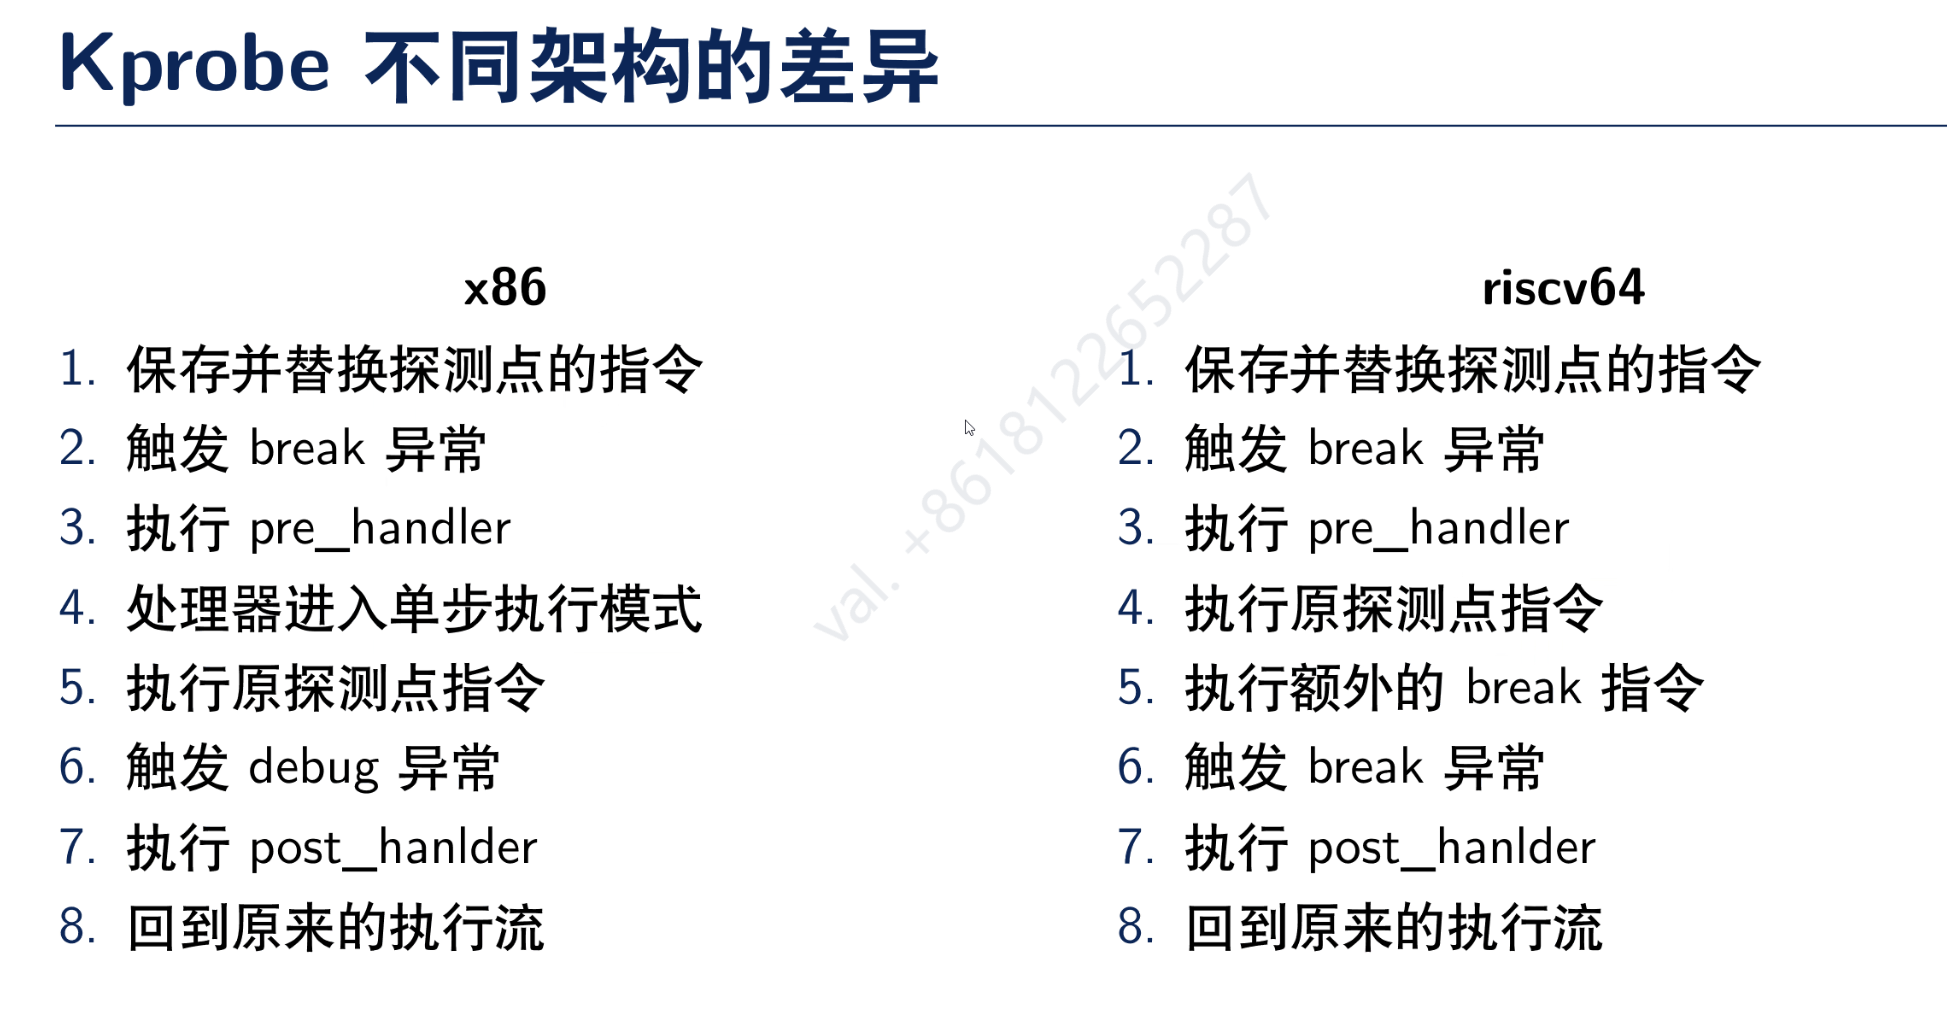 Kprobe 不同架构的差异
x86
1. 保存并替换探测点的指令
2. 触发 break 异常
3. 执行 pre_handler
4. 处理器进入单步执行模式
5. 执行原探测点指令
6. 触发 debug 异常
7. 执行 post_hanlder
8. 回到原来的执行流
riscv64
1. 保存并替换探测点的指令
2. 触发 break 异常
3. 执行 pre_handler
4. 执行原探测点指令
5. 执行额外的 break 指令
6. 触发 break 异常
7. 执行 post_hanlder
8. 回到原来的执行流
val. +8618122652287